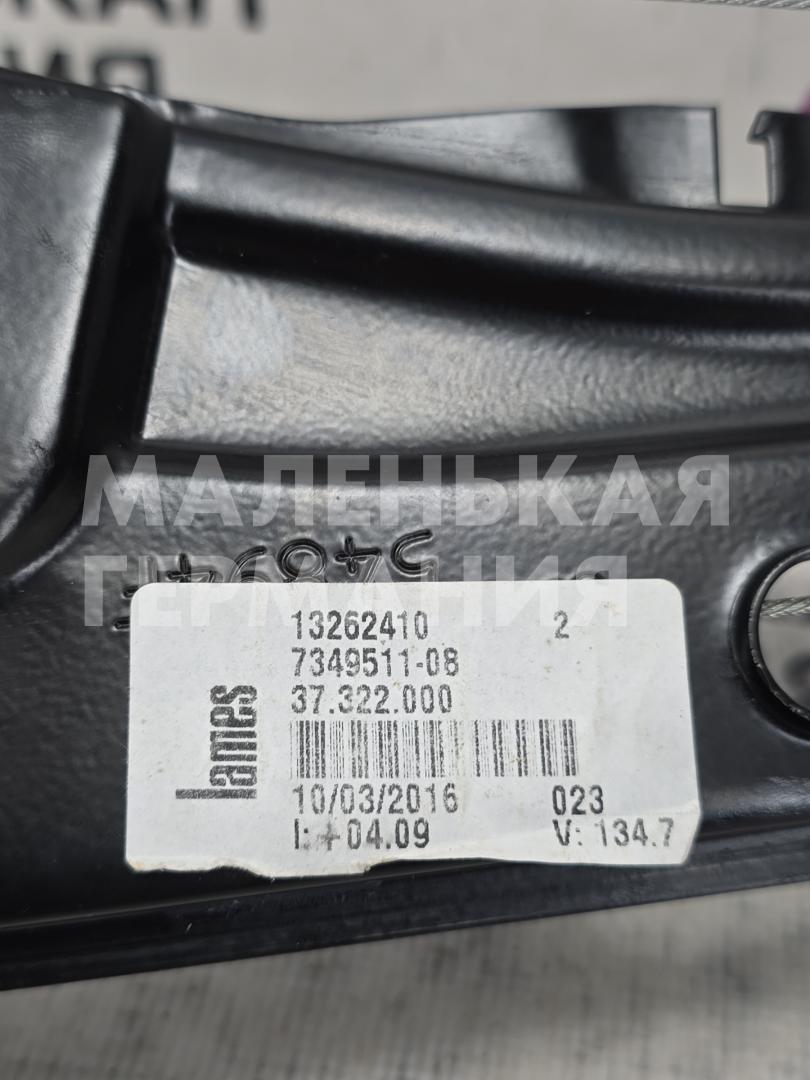 МАЛЕНЬКАЯ
ГЕРМАНИЯ
13262410 2
7349511-08
37.322.000
Lames
10/03/2016 023
I:+04.09 V: 134.7